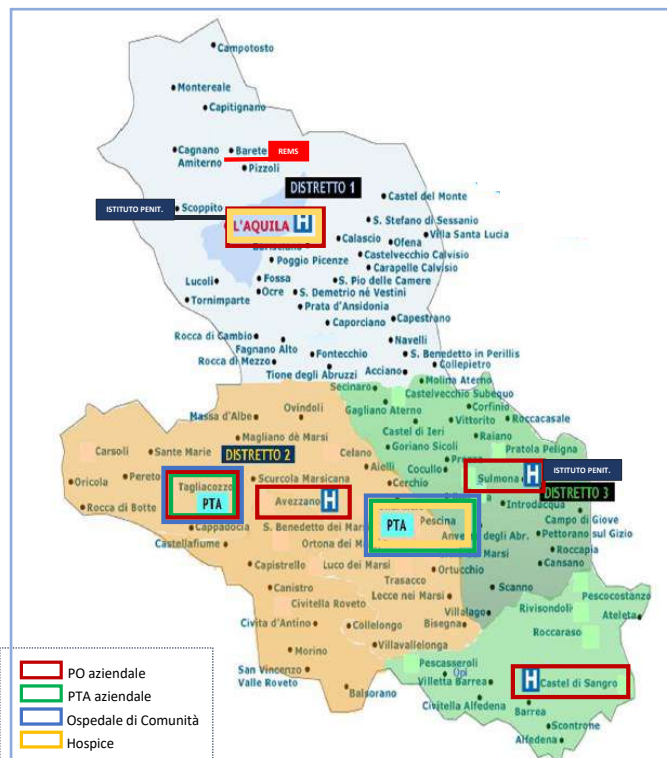 Campotosto
Montereale
Capitignano
Cagnano
Amiterno
Barete
REMS
Pizzoli
DISTRETTO 1
ISTITUTO PENIT.
Scoppito
L'AQUILA H
Castel del Monte
S. Stefano di Sessanio
Villa Santa Lucia
Calascio
Ofena
Poggio Picenze
Castelvecchio Calvisio
Carapelle Calvisio
Lucoli
Fossa
S. Pio delle Camere
Ocre
S. Demetrio né Vestini
Tornimparte
Prata d'Ansidonia
Caporciano
Capestrano
Rocca di Cambio
Navelli
Fagnano Alto
Fontecchio
S. Benedetto in Perillis
Rocca di Mezzo
Collepietro
Tione degli Abruzzi
Acciano
Secinaro
Molina Aterno
Castelvecchio Subequo
Massa d'Albe
Ovindoli
Gagliano Aterno
Corfinio
Vittorito
Roccacasale
Magliano dè Marsi
Castel di Ieri
Raiano
Carsoli
Sante Marie
DISTRETTO 2
Celano
Goriano Sicoli
Pratola Peligna
Aielli
Cocullo
Oricola
Pereto
Tagliacozzo
PTA
Scurcola Marsicana
Cerchio
Sulmona H
ISTITUTO PENIT.
Avezzano H
DISTRETTO 3
Rocca di Botte
Introdacqua
Cappadocia
S. Benedetto dei Mar
PTA
Pescina
Campo di Giove
Castellafiume
Ortona dei
degli Abr.
Pettorano sul Gizio
Capistrello
Luco dei Marsi
Marsi
Roccapia
Ortucchio
Cansano
Canistro
Trasacco
Civitella Roveto
Lecce nei Marsi
Scanno
Pescocostanzo
Civita d'Antino
Collelongo
Villalago
Rivisondoli
Bisegna
Ateleta
Morino
Villavallelonga
Roccaraso
San Vincenzo
Valle Roveto
Pescasseroli
Opi
Villetta Barrea
H Castel di Sangro
Balsorano
Civitella Alfedena
Barrea
Scontrone
Alfedena
PO aziendale
PTA aziendale
Ospedale di Comunità
Hospice